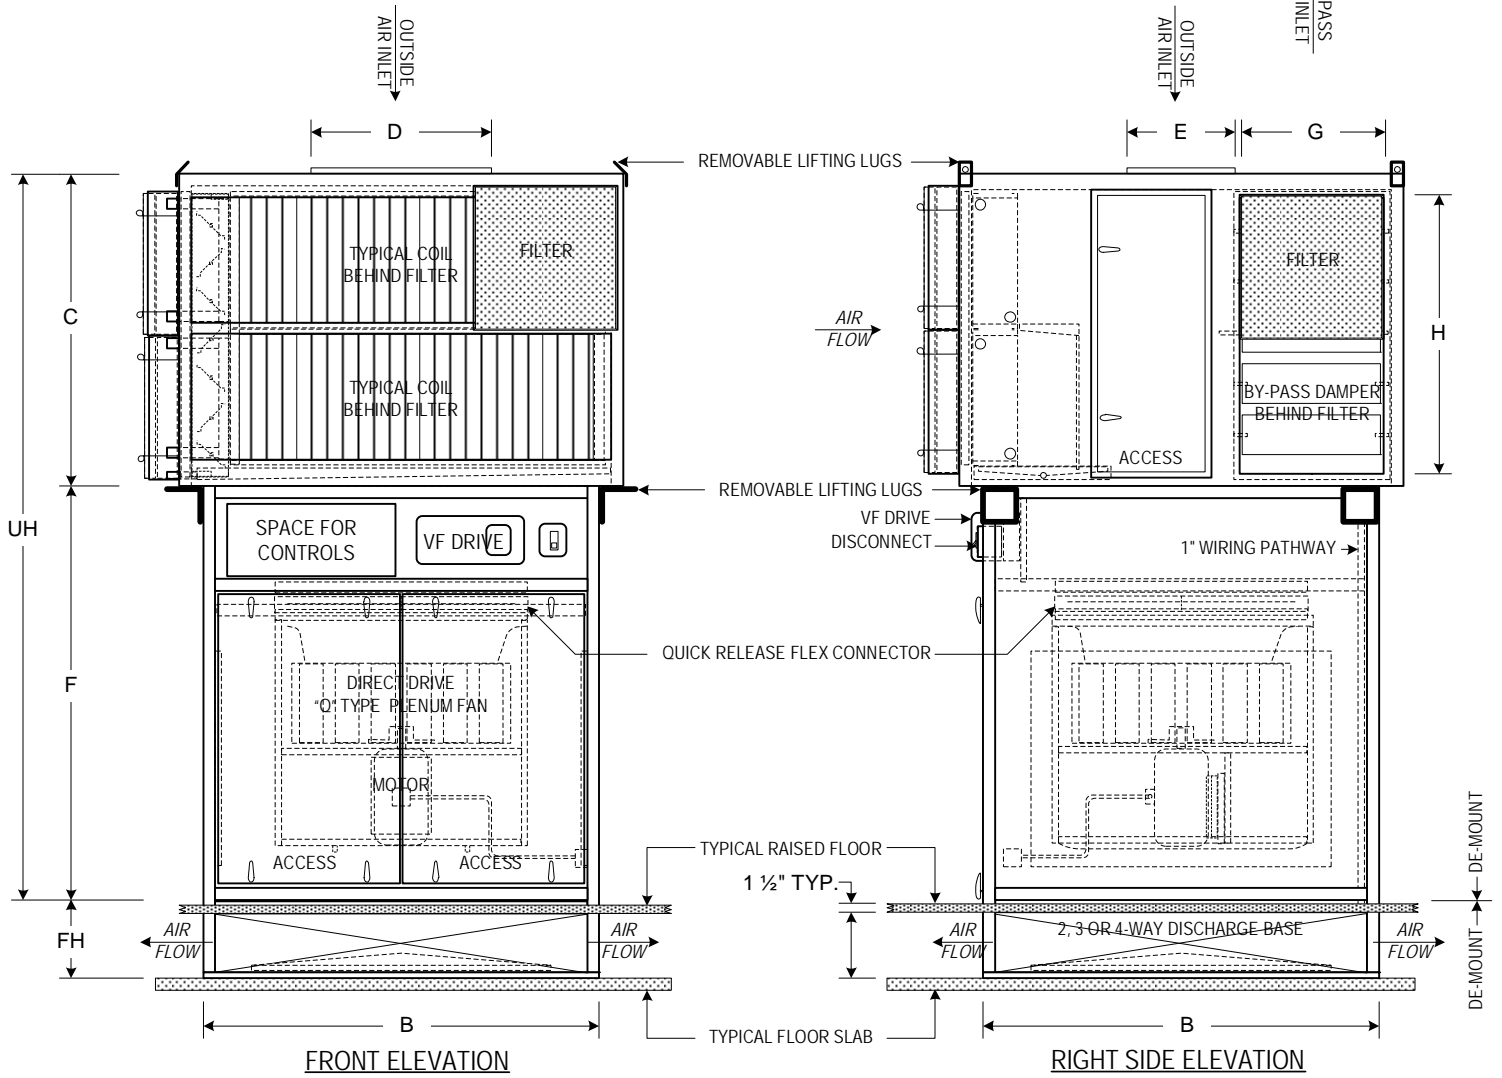 OUTSIDE
AIR INLET
OUTSIDE
AIR INLET
PASS
INLET
D
E
G
REMOVABLE LIFTING LUGS
TYPICAL COIL
BEHIND FILTER
FILTER
FILTER
C
AIR
FLOW
H
TYPICAL COIL
BEHIND FILTER
BY-PASS DAMPER
BEHIND FILTER
ACCESS
REMOVABLE LIFTING LUGS
UH
SPACE FOR
CONTROLS
VF DRIVE
VF DRIVE
DISCONNECT
1" WIRING PATHWAY
QUICK RELEASE FLEX CONNECTOR
F
DIRECT DRIVE
"Q" TYPE PLENUM FAN
MOTOR
ACCESS
ACCESS
TYPICAL RAISED FLOOR
1 ½" TYP.
DE-MOUNT
DE-MOUNT
FH
AIR
FLOW
AIR
FLOW
AIR
FLOW
2, 3 OR 4-WAY DISCHARGE BASE
AIR
FLOW
B
TYPICAL FLOOR SLAB
B
FRONT ELEVATION
RIGHT SIDE ELEVATION